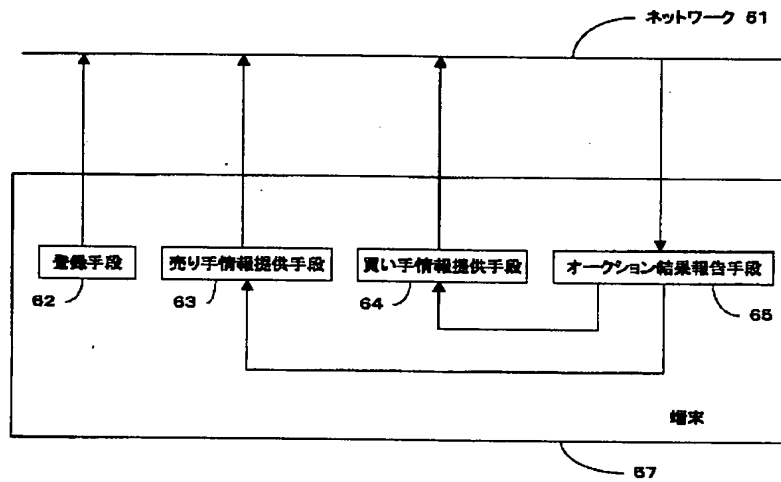 ネットワーク 51
登録手段
売り手情報提供手段
買い手情報提供手段
オークション結果報告手段
62
63
64
65
端末
57